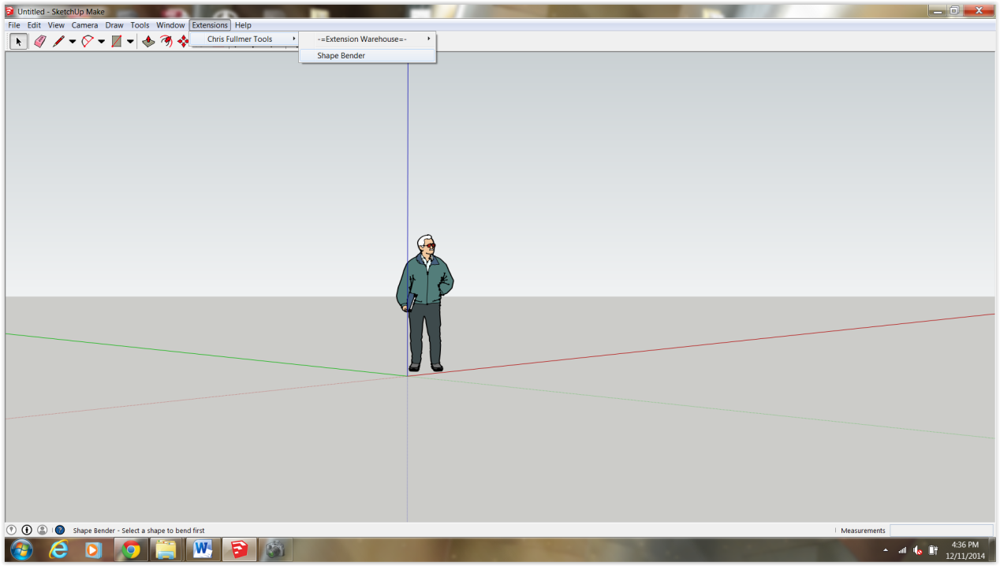 Untitled - SketchUp Make
File Edit View Camera Draw Tools Window Extensions Help
Chris Fullmer Tools
-=Extension Warehouse=-
Shape Bender
Shape Bender - Select a shape to bend first
Measurements
W
4:36 PM
12/11/2014